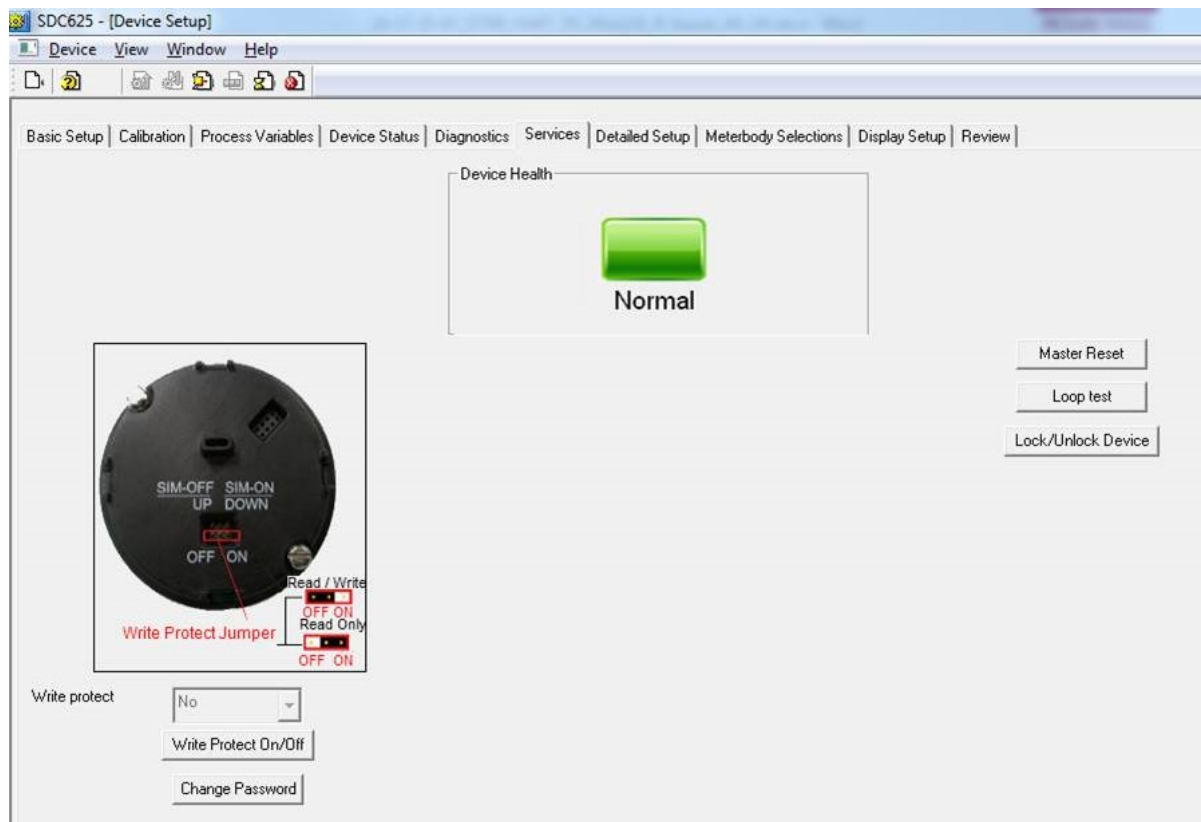 SDC625 - [Device Setup]
Device View Window Help
Basic Setup Calibration Process Variables Device Status Diagnostics Services Detailed Setup Meterbody Selections Display Setup Review
Device Health
Normal
Master Reset
Loop test
Lock/Unlock Device
SIM-OFF SIM-ON
UP DOWN
OFF ON
Read / Write
OFF ON
Read Only
Write Protect Jumper
OFF ON
Write protect
No
Write Protect On/Off
Change Password